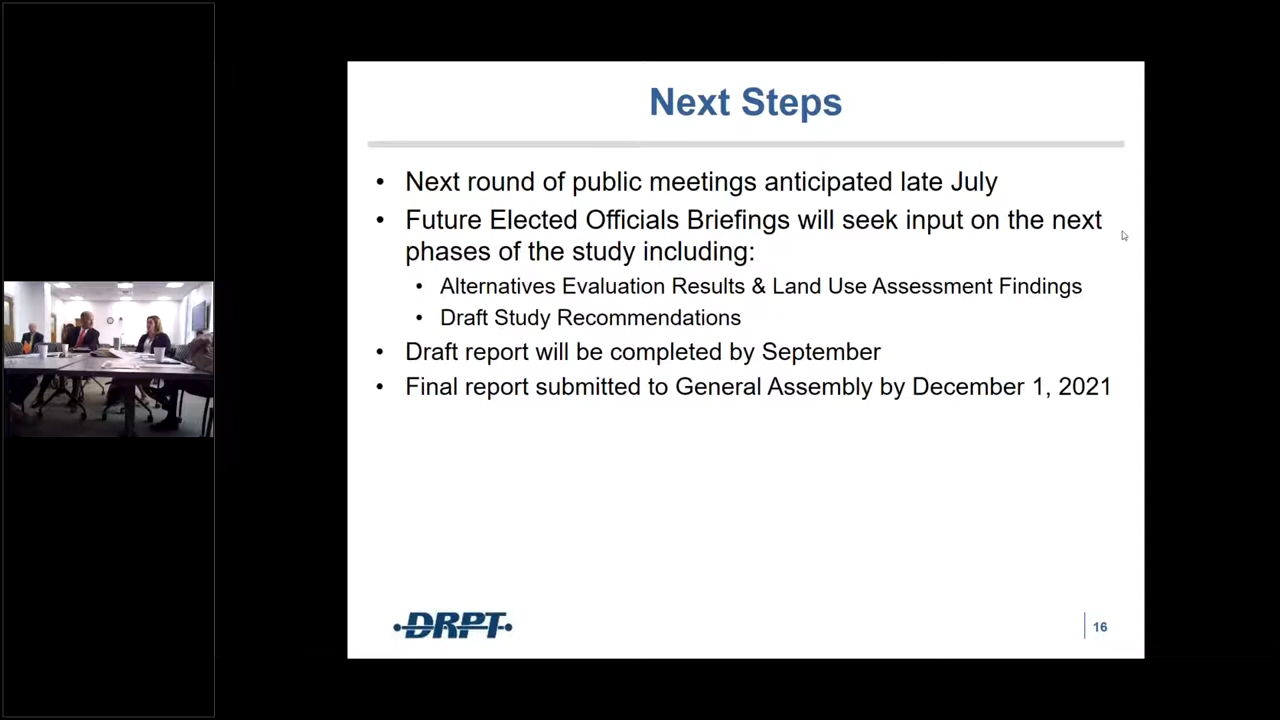 Next Steps
• Next round of public meetings anticipated late July
• Future Elected Officials Briefings will seek input on the next
phases of the study including:
• Alternatives Evaluation Results & Land Use Assessment Findings
• Draft Study Recommendations
• Draft report will be completed by September
• Final report submitted to General Assembly by December 1, 2021
DRPT
16